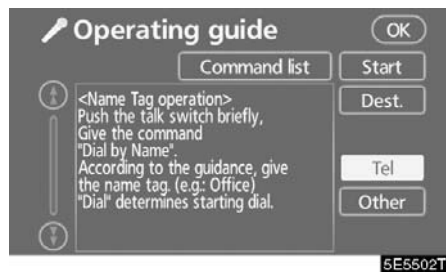 Operating guide
OK
Command list
Start
<Name Tag operation>
Push the talk switch briefly,
Give the command
"Dial by Name".
According to the guidance, give
the name tag. (e.g.: Office)
"Dial" determines starting dial.
Dest.
Tel
Other
5E5502T